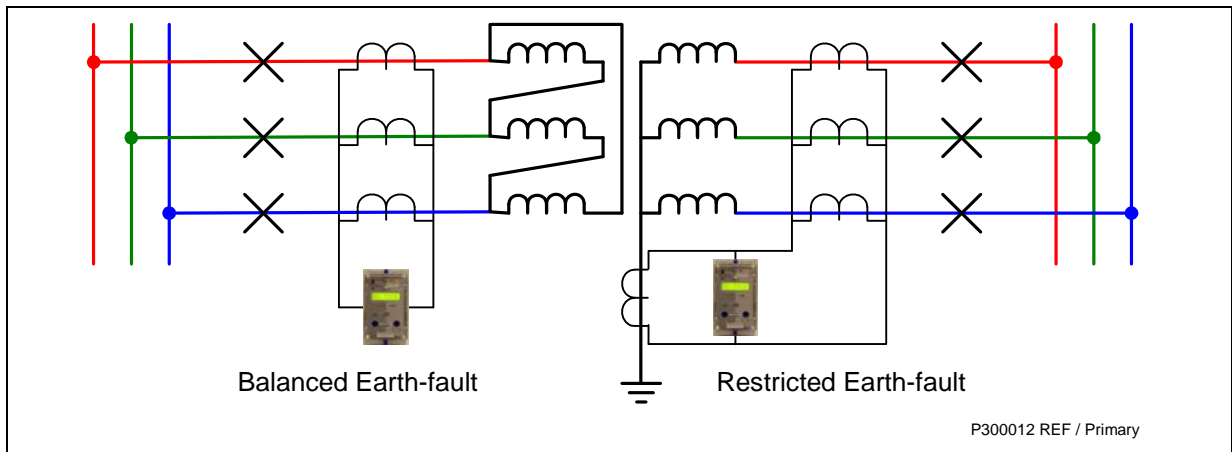 Balanced Earth-fault
Restricted Earth-fault
P300012 REF / Primary